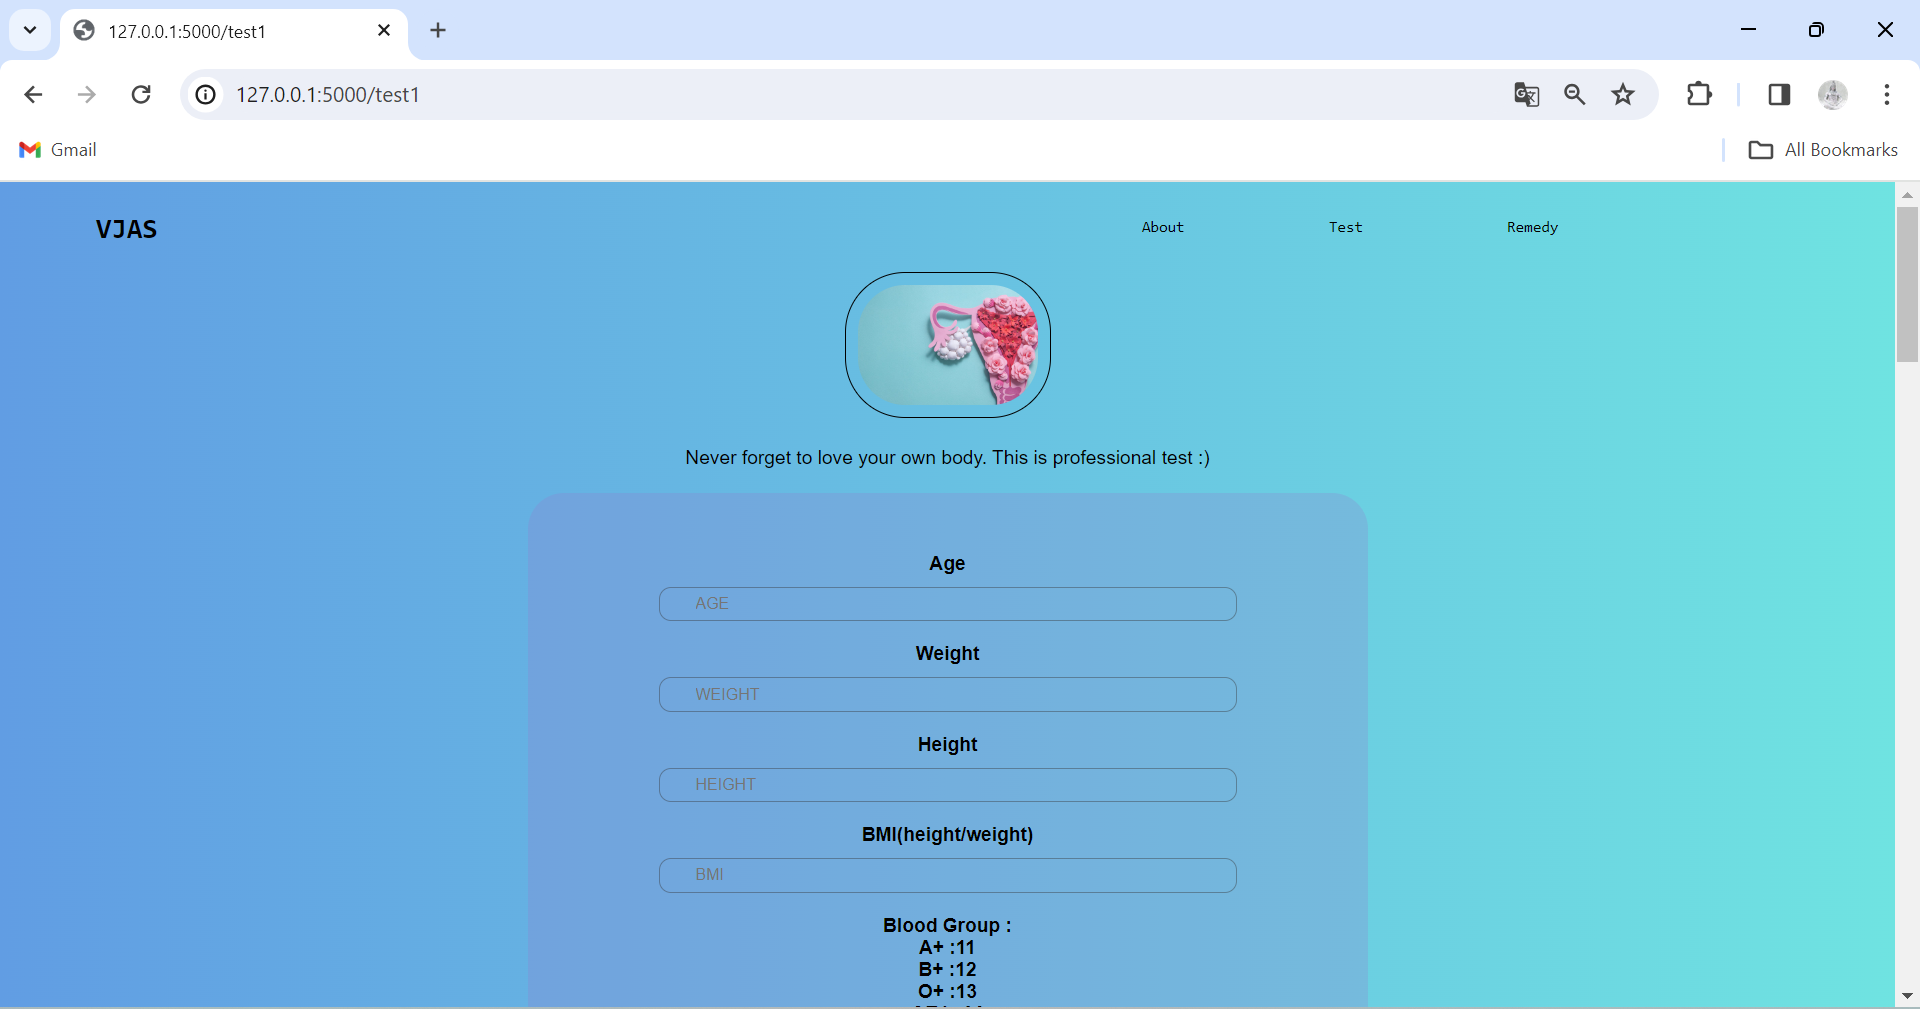 127.0.0.1:5000/test1
127.0.0.1:5000/test1
Gmail
All Bookmarks
VJAS
About
Test
Remedy
Never forget to love your own body. This is professional test :)
Age
AGE
Weight
WEIGHT
Height
HEIGHT
BMI(height/weight)
BMI
Blood Group :
A+ :11
B+ :12
O+ :13